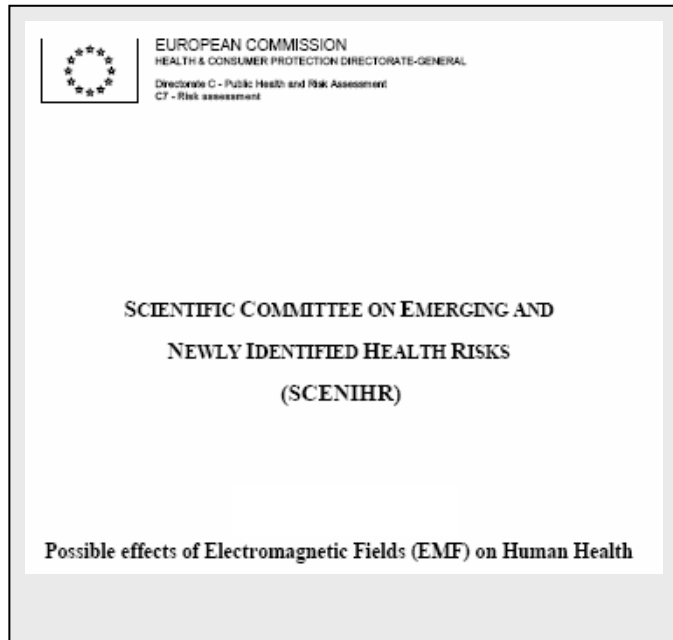 EUROPEAN COMMISSION
HEALTH & CONSUMER PROTECTION DIRECTORATE-GENERAL
Directorate C - Public Health and Risk Assessment
C7 - Risk assessment
SCIENTIFIC COMMITTEE ON EMERGING AND
NEWLY IDENTIFIED HEALTH RISKS
(SCENIHR)
Possible effects of Electromagnetic Fields (EMF) on Human Health